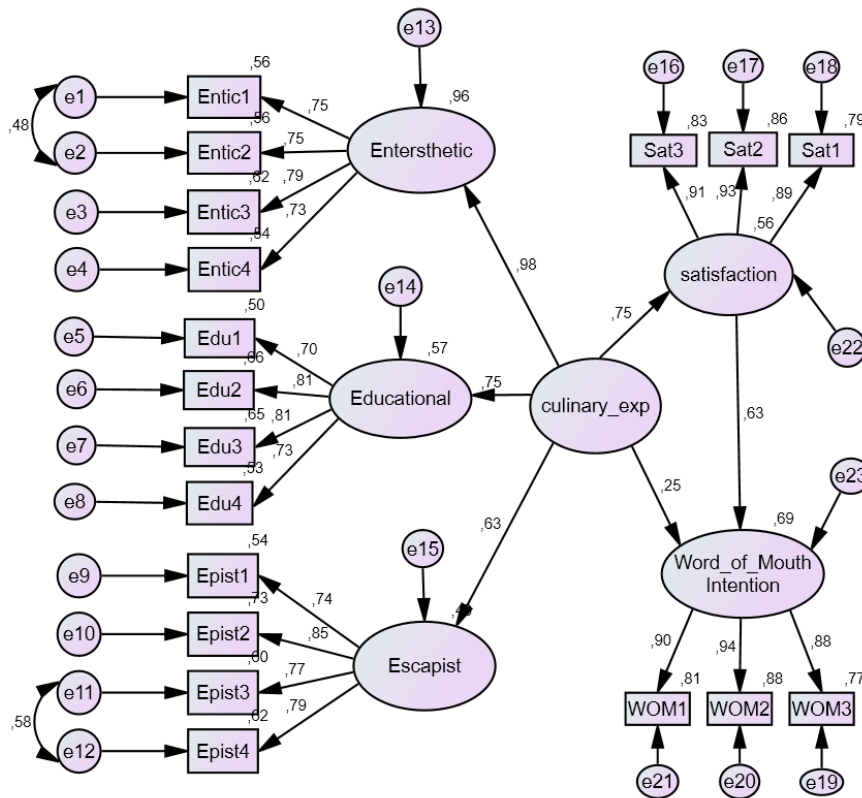 e13
e16
e17
e18
,56
e1
Entic1
,75
,96
,83
,86
,79
Sat3
Sat2
Sat1
,48
,56
e2
Entic2
,75
Entersthetic
,91
,93
,89
,62
e3
Entic3
,79
,73
,56
,54
e4
Entic4
,98
satisfaction
e14
,50
e5
Edu1
,70
,57
,75
e22
,66
e6
Edu2
,81
Educational
,75
culinary_exp
,65
,81
,63
e7
Edu3
,73
,53
e8
Edu4
,25
e23
,63
,69
,54
e15
e9
Epist1
,74
Word_of_Mouth
Intention
,73
e10
Epist2
,85
,60
Escapist
,90
,94
,88
e11
Epist3
,77
,81
,88
,77
,58
,62
,79
WOM1
WOM2
WOM3
e12
Epist4
e21
e20
e19